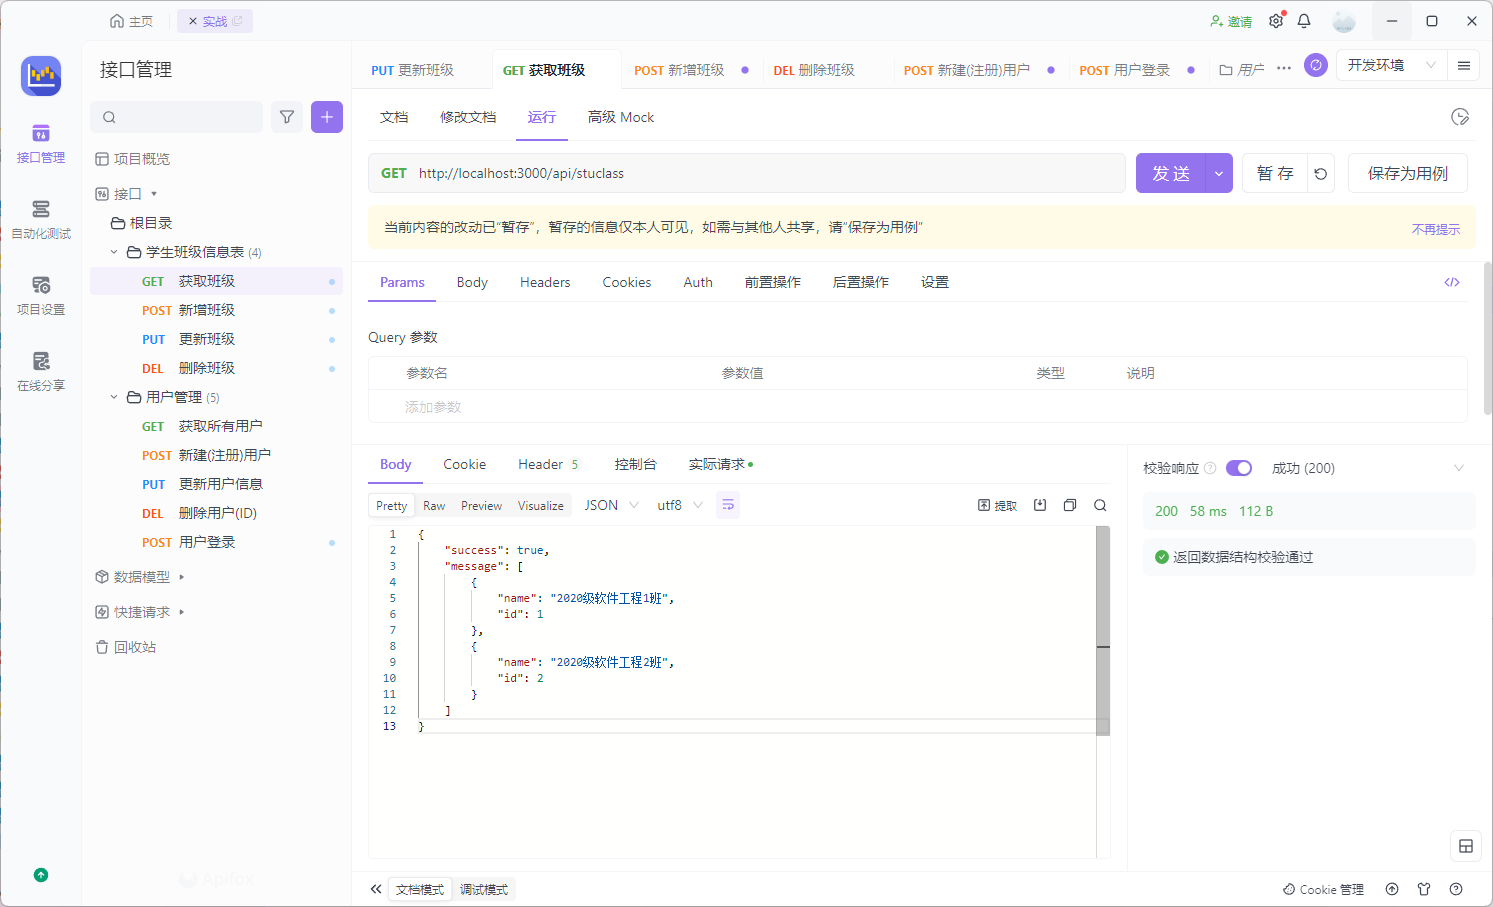 主页
实战
邀请
接口管理
自动化测试
项目设置
在线分享
接口管理
项目概览
接口
根目录
学生班级信息表 (4)
GET 获取班级
POST 新增班级
PUT 更新班级
DEL 删除班级
用户管理 (5)
GET 获取所有用户
POST 新建(注册)用户
PUT 更新用户信息
DEL 删除用户(ID)
POST 用户登录
数据模型
快捷请求
回收站
Apifox
PUT 更新班级
GET 获取班级
POST 新增班级
DEL 删除班级
POST 新建(注册)用户
POST 用户登录
用户
开发环境
文档
修改文档
运行
高级 Mock
GET http://localhost:3000/api/stuclass
发 送
暂 存
保存为用例
当前内容的改动已“暂存”，暂存的信息仅本人可见，如需与其他人共享，请“保存为用例”
不再提示
Params
Body
Headers
Cookies
Auth
前置操作
后置操作
设置
Query 参数
参数名
参数值
类型
说明
添加参数
Body
Cookie
Header 5
控制台
实际请求
Pretty
Raw
Preview
Visualize
JSON
utf8
提取
1 {
2 "success": true,
3 "message": [
4 {
5 "name": "2020级软件工程1班",
6 "id": 1
7 },
8 {
9 "name": "2020级软件工程2班",
10 "id": 2
11 }
12 ]
13 }
校验响应
成功 (200)
200 58 ms 112 B
返回数据结构校验通过
文档模式
调试模式
Cookie 管理